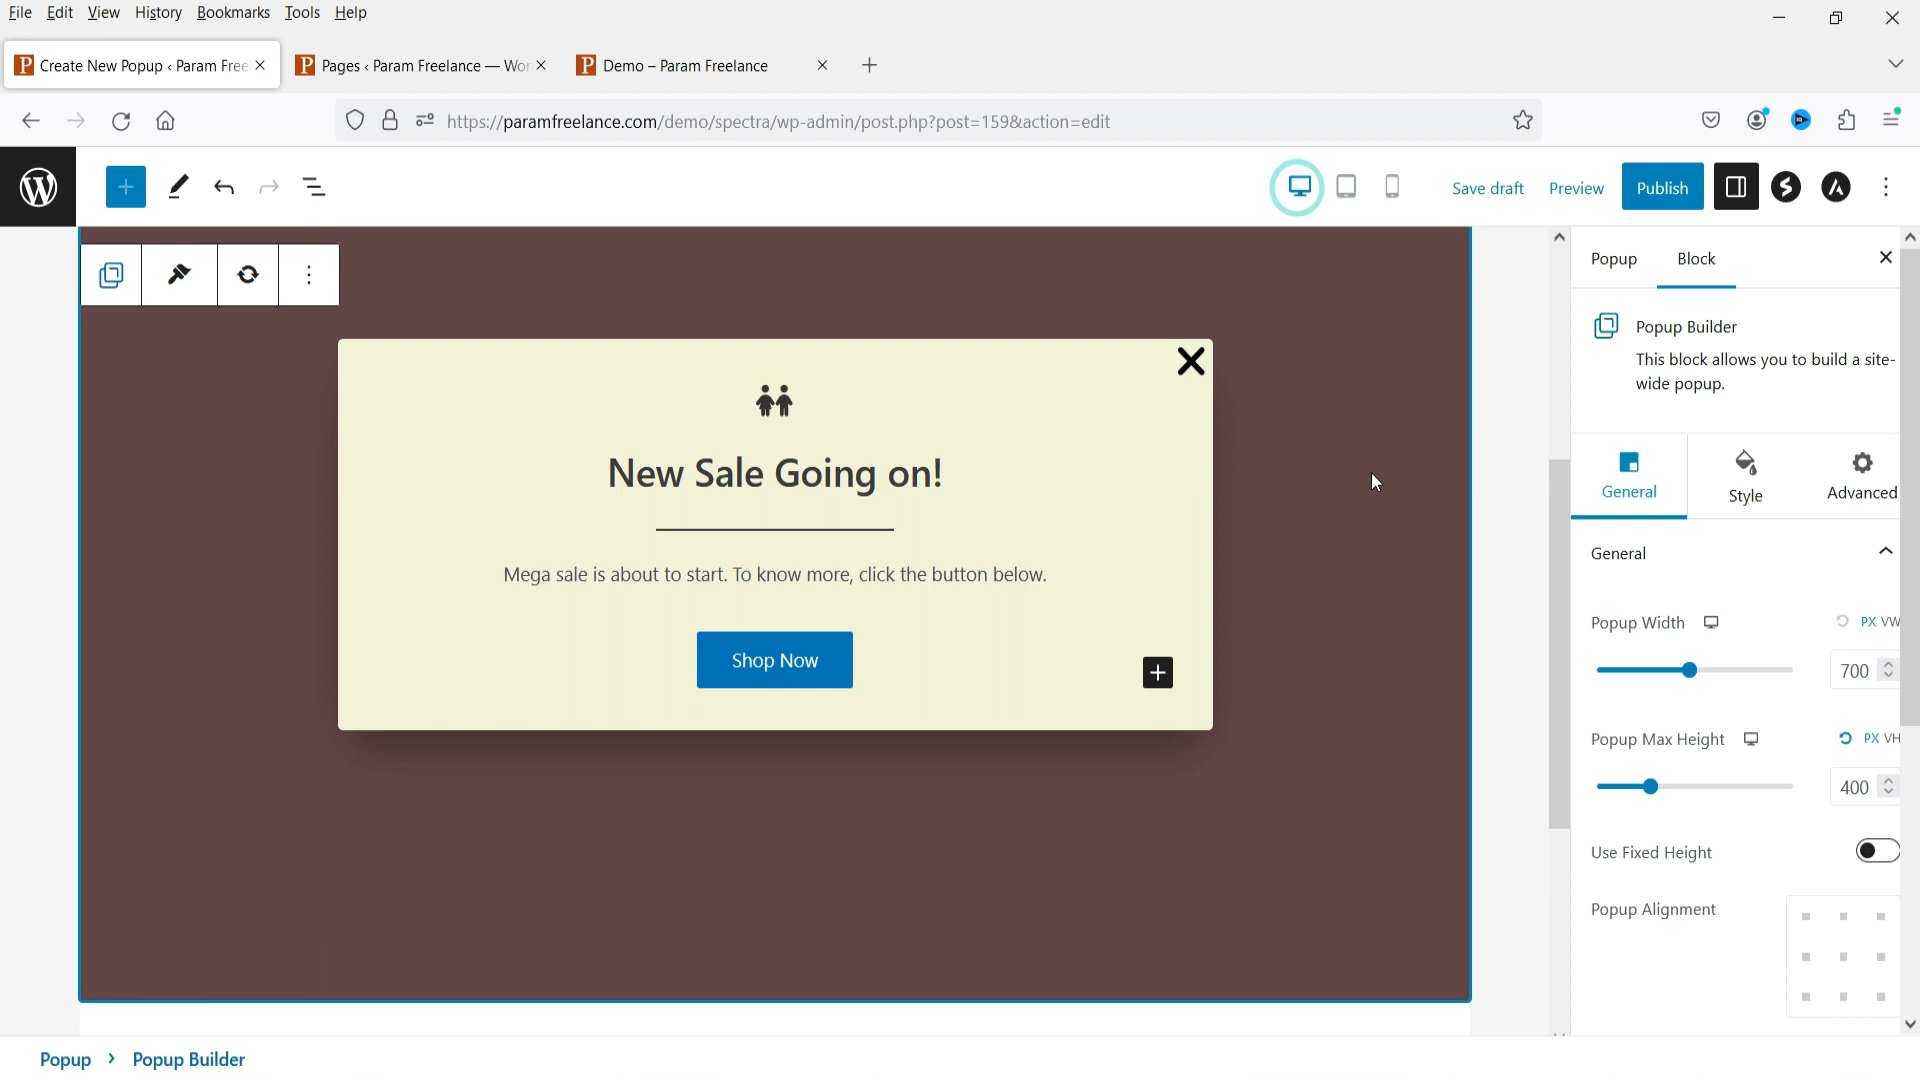 File Edit View History Bookmarks Tools Help
Create New Popup ‹ Param Free
Pages ‹ Param Freelance — Wor
Demo – Param Freelance
https://paramfreelance.com/demo/spectra/wp-admin/post.php?post=159&action=edit
Save draft Preview Publish
Popup Block
Popup Builder
This block allows you to build a site-
wide popup.
New Sale Going on!
Mega sale is about to start. To know more, click the button below.
Shop Now
General Style Advanced
General
Popup Width PX VW
700
Popup Max Height PX VH
400
Use Fixed Height
Popup Alignment
Popup › Popup Builder